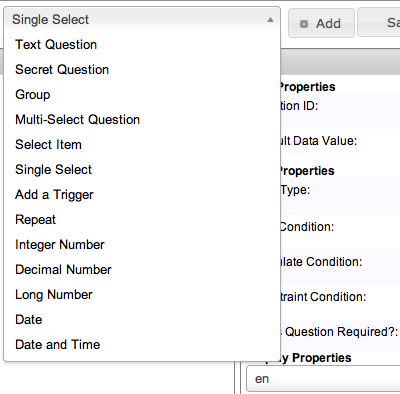 Single Select
Add
Sa
Text Question
Secret Question
Group
Multi-Select Question
Select Item
Single Select
Add a Trigger
Repeat
Integer Number
Decimal Number
Long Number
Date
Date and Time
Properties
tion ID:
ult Data Value:
Properties
Type:
Condition:
late Condition:
traint Condition:
Question Required?:
play Properties
en